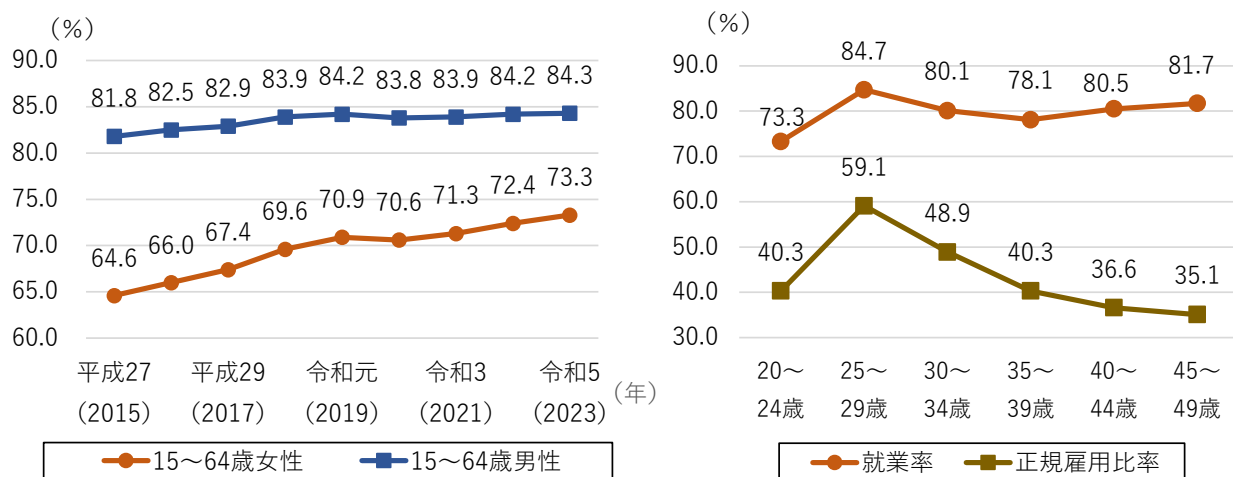 (%)
90.0
85.0
80.0
75.0
70.0
65.0
60.0
81.8 82.5 82.9 83.9 84.2 83.8 83.9 84.2 84.3
64.6 66.0 67.4 69.6 70.9 70.6 71.3 72.4 73.3
平成27 平成29 令和元 令和3 令和5
(2015) (2017) (2019) (2021) (2023)
(年)
15～64歳女性 15～64歳男性
(%)
90.0
80.0
70.0
60.0
50.0
40.0
30.0
73.3 84.7 80.1 78.1 80.5 81.7
40.3 59.1 48.9 40.3 36.6 35.1
20～ 25～ 30～ 35～ 40～ 45～
24歳 29歳 34歳 39歳 44歳 49歳
就業率 正規雇用比率